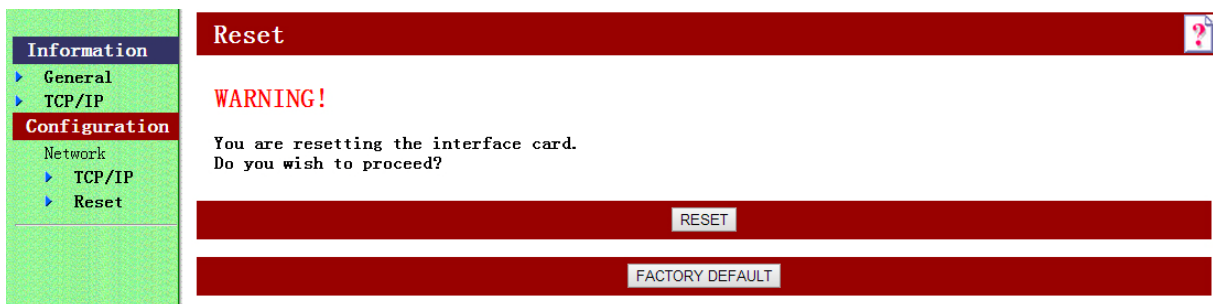 Information
General
TCP/IP
Configuration
Network
TCP/IP
Reset
Reset
?
WARNING!
You are resetting the interface card.
Do you wish to proceed?
RESET
FACTORY DEFAULT